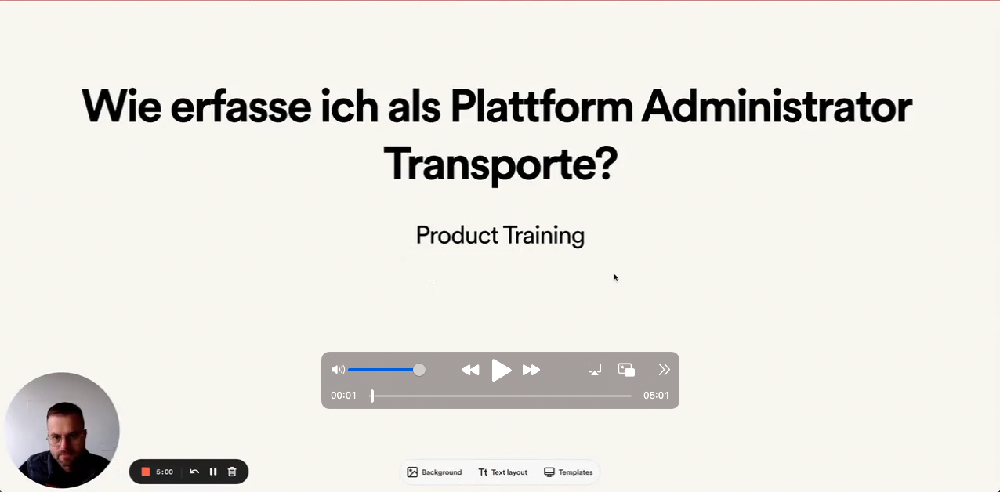 Wie erfasse ich als Plattform Administrator
Transporte?
Product Training
00:01
05:01
5:00
Background
Text layout
Templates